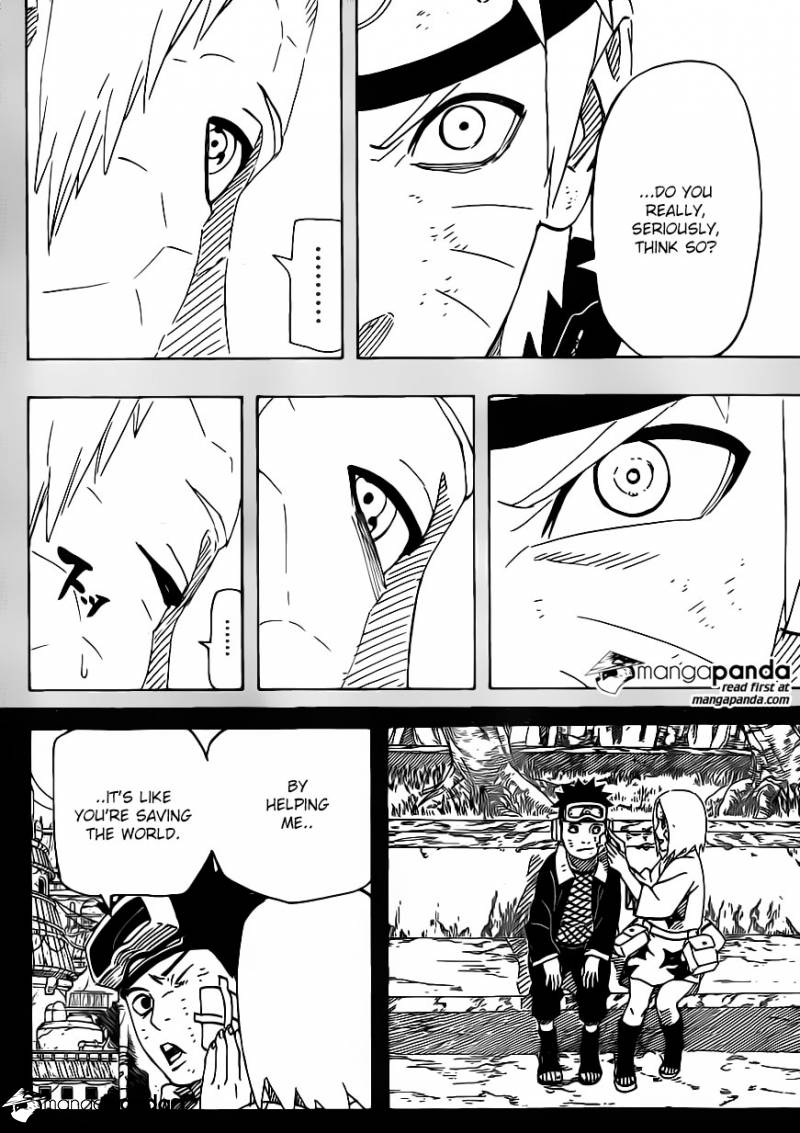 ...DO YOU
REALLY,
SERIOUSLY,
THINK SO?
........
......
ズッ
mangapanda
read first at
mangapanda.com
BY
HELPING
ME..
..IT'S LIKE
YOU'RE SAVING
THE WORLD.